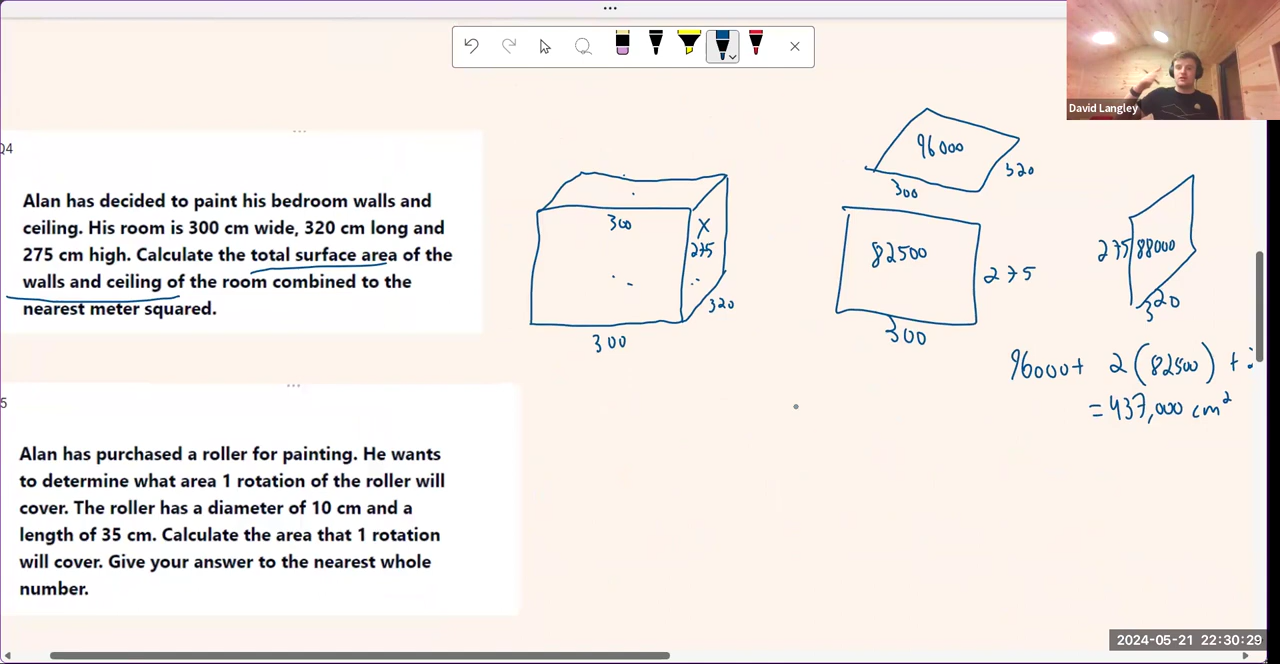 David Langley
Q4
Alan has decided to paint his bedroom walls and
ceiling. His room is 300 cm wide, 320 cm long and
275 cm high. Calculate the total surface area of the
walls and ceiling of the room combined to the
nearest meter squared.
300
X
275
320
300
96000
320
300
82500
275
300
275
88000
320
96000+ 2(82500) +
= 437,000 cm²
5
Alan has purchased a roller for painting. He wants
to determine what area 1 rotation of the roller will
cover. The roller has a diameter of 10 cm and a
length of 35 cm. Calculate the area that 1 rotation
will cover. Give your answer to the nearest whole
number.
2024-05-21 22:30:29